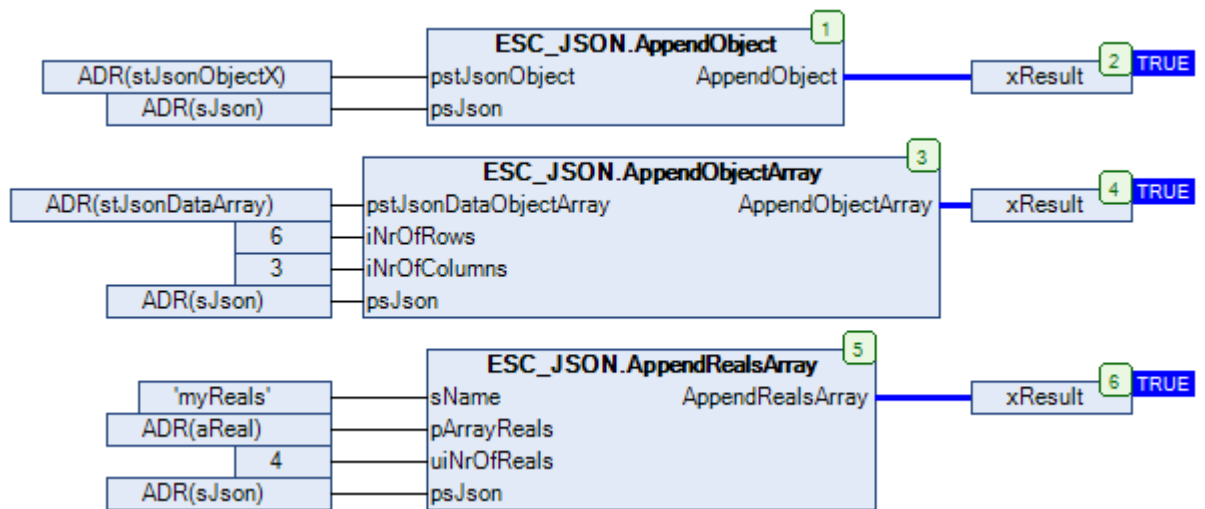 1
ESC_JSON.AppendObject
2 TRUE
ADR(stJsonObjectX) pstJsonObject AppendObject xResult
ADR(sJson) psJson
3
ESC_JSON.AppendObjectArray
4 TRUE
ADR(stJsonDataArray) pstJsonDataObjectArray AppendObjectArray xResult
6 iNrOfRows
3 iNrOfColumns
ADR(sJson) psJson
5
ESC_JSON.AppendRealsArray
6 TRUE
'myReals' sName AppendRealsArray xResult
ADR(aReal) pArrayReals
4 uiNrOfReals
ADR(sJson) psJson